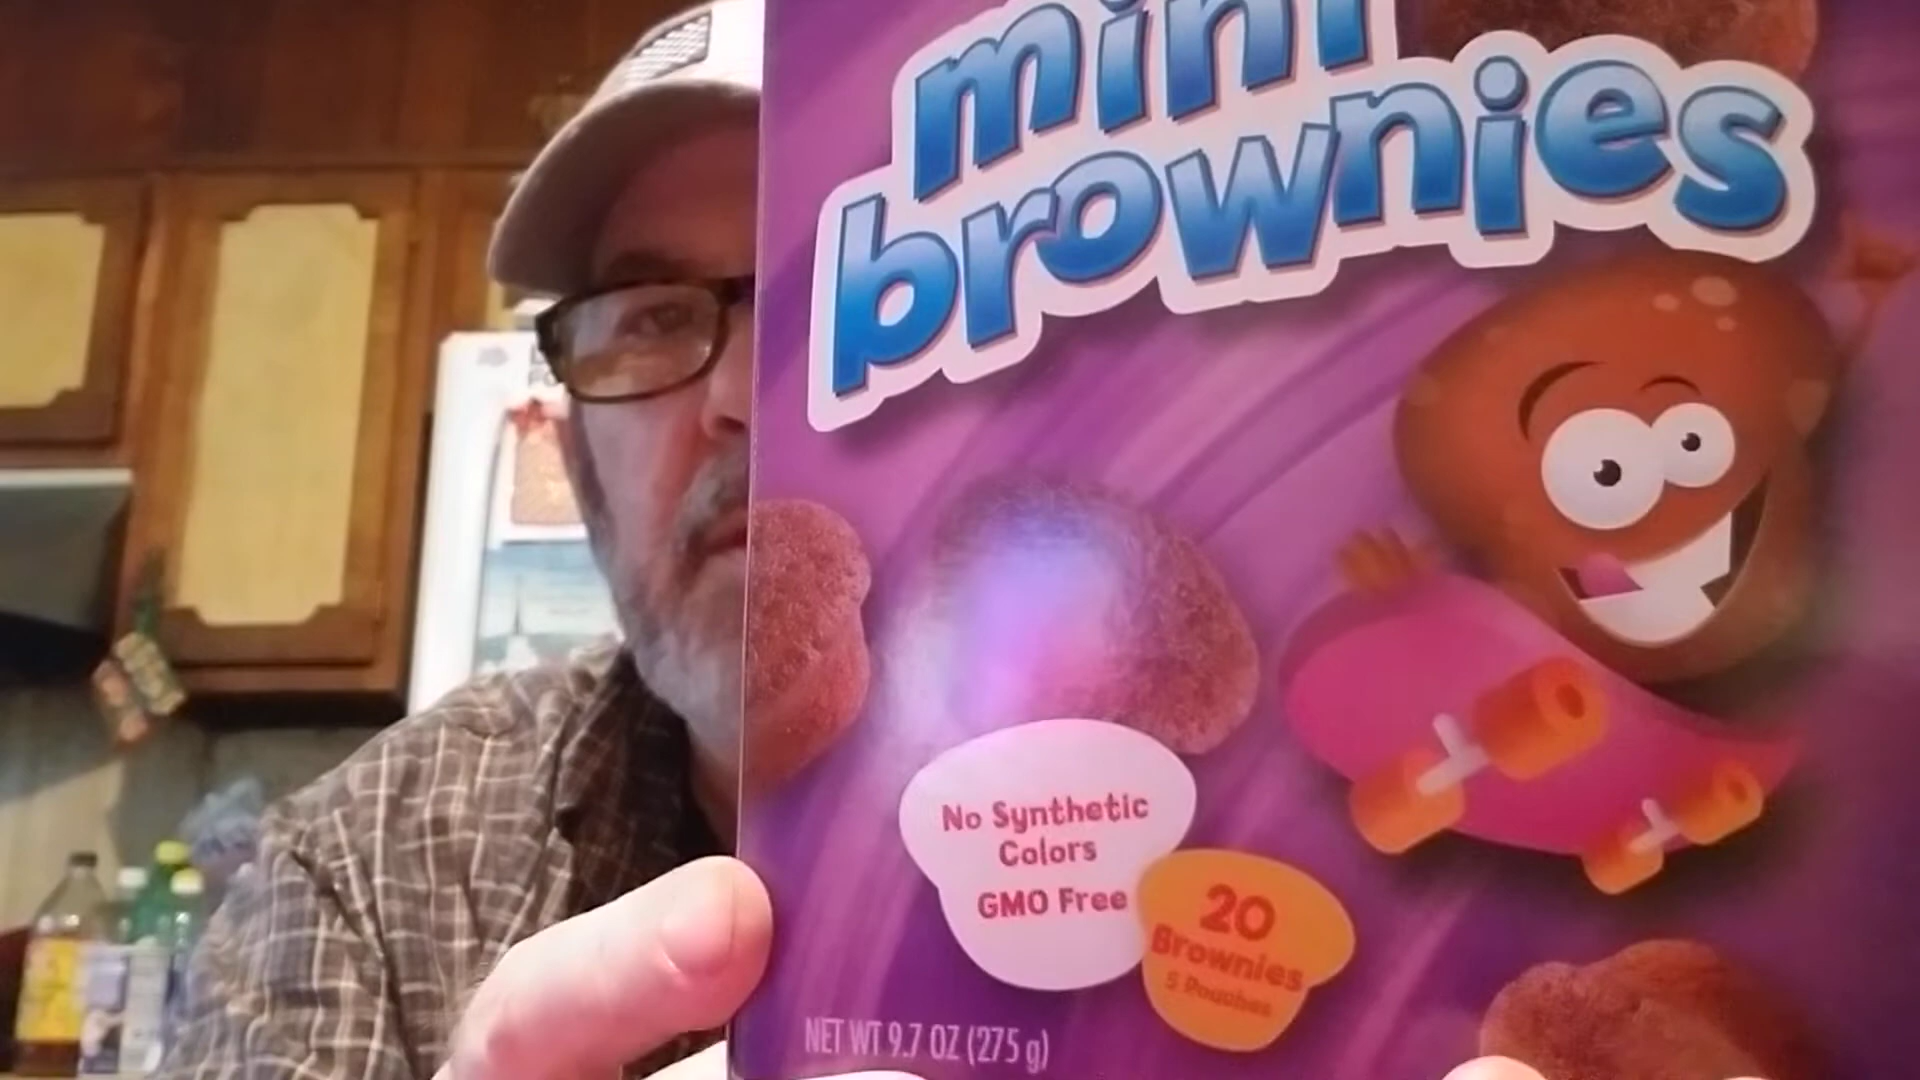 mini
brownies
No Synthetic
Colors
GMO Free
20
Brownies
5 Pouches
NET WT 9.7 OZ (275 g)